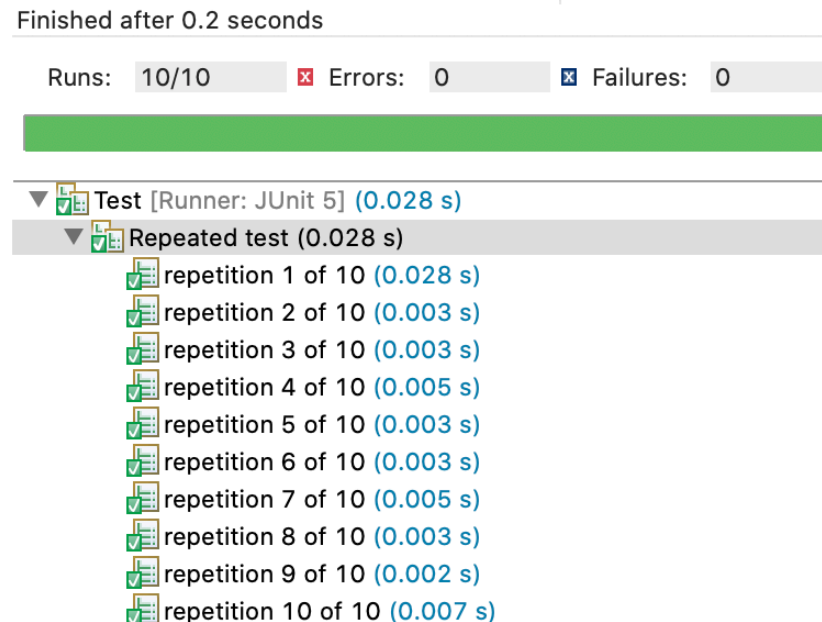 Finished after 0.2 seconds
Runs: 10/10 Errors: 0 Failures: 0
Test [Runner: JUnit 5] (0.028 s)
Repeated test (0.028 s)
repetition 1 of 10 (0.028 s)
repetition 2 of 10 (0.003 s)
repetition 3 of 10 (0.003 s)
repetition 4 of 10 (0.005 s)
repetition 5 of 10 (0.003 s)
repetition 6 of 10 (0.003 s)
repetition 7 of 10 (0.005 s)
repetition 8 of 10 (0.003 s)
repetition 9 of 10 (0.002 s)
repetition 10 of 10 (0.007 s)